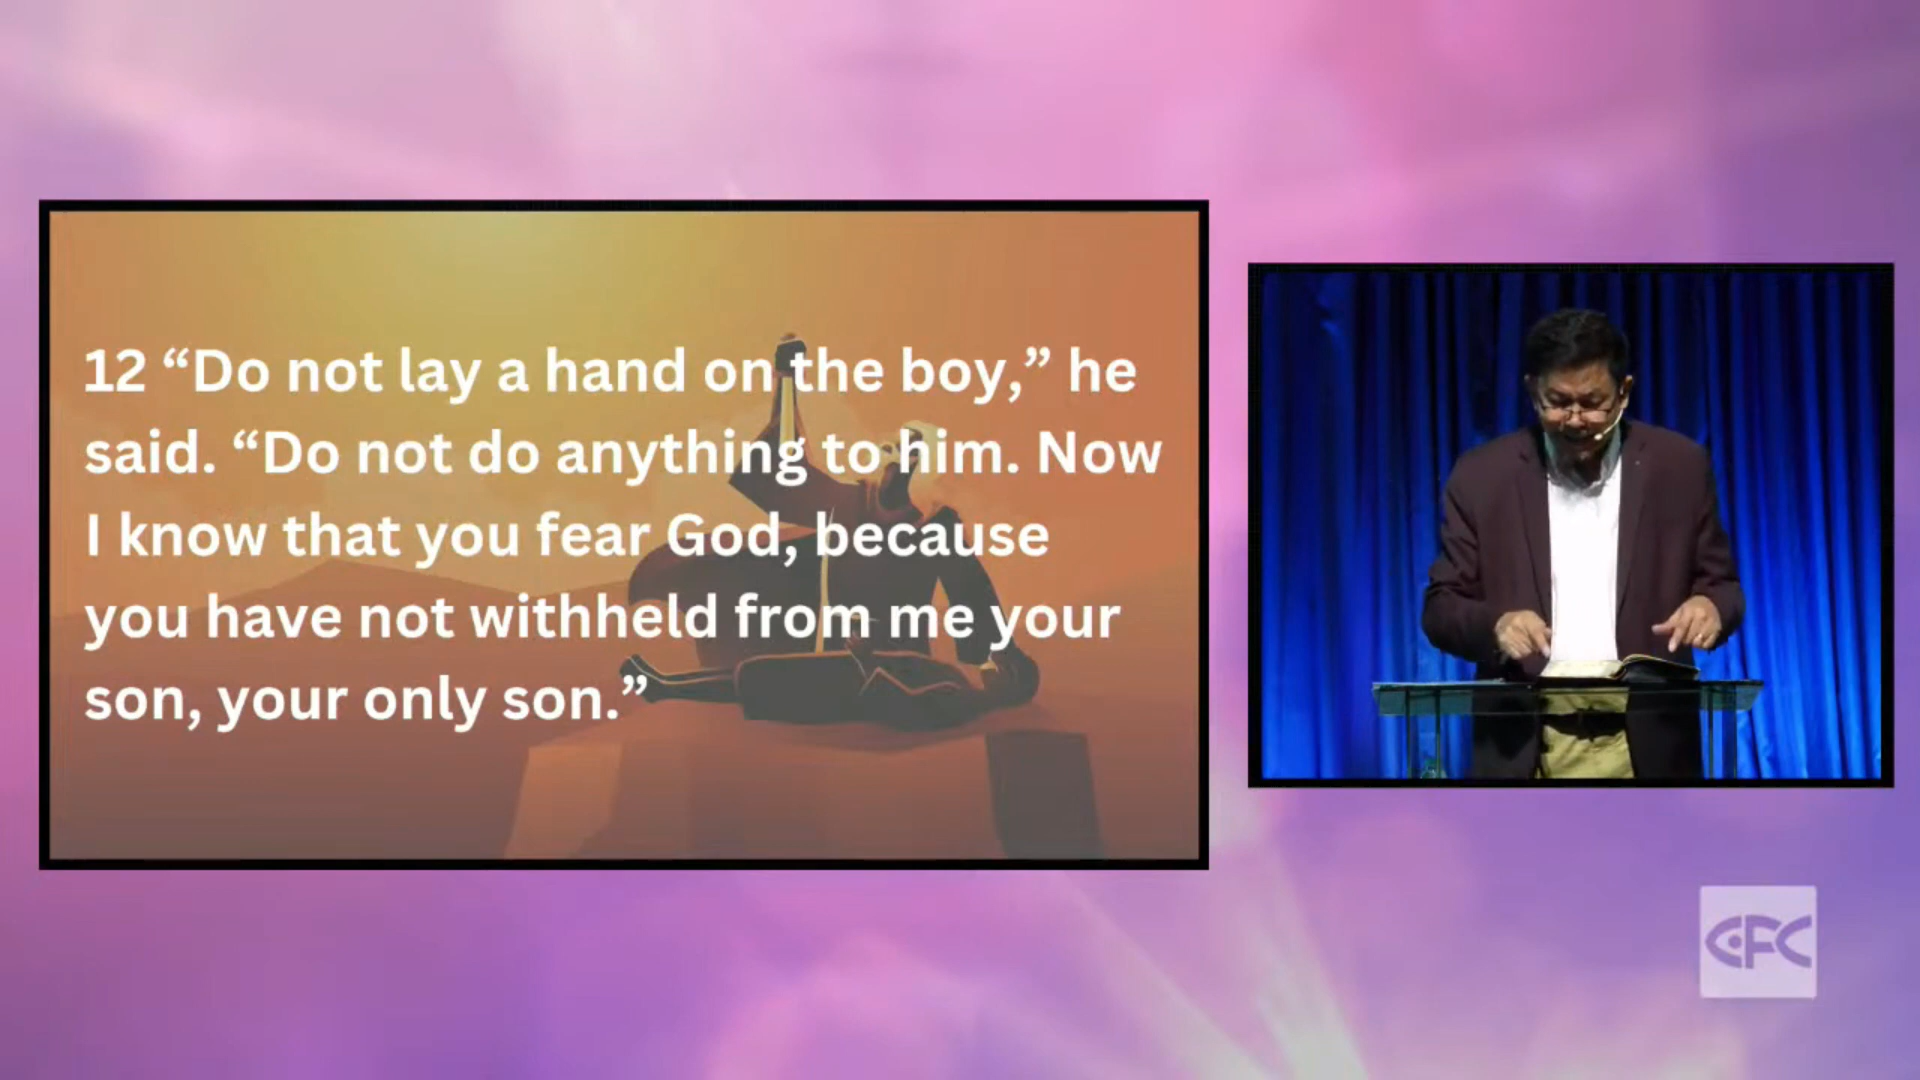 12 “Do not lay a hand on the boy,” he
said. “Do not do anything to him. Now
I know that you fear God, because
you have not withheld from me your
son, your only son.”
CFC